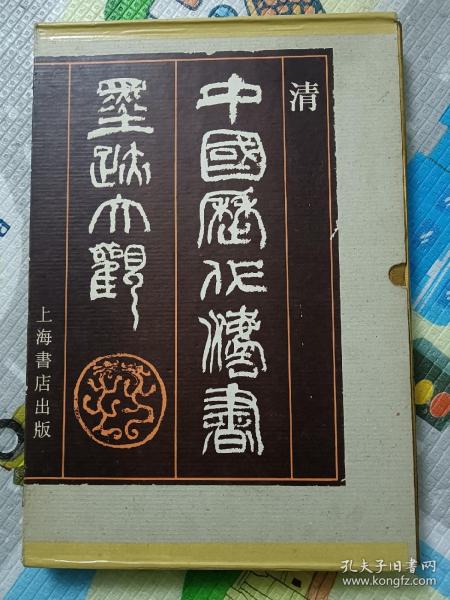 清
中國歷代法書
墨迹大觀
上海書店出版
孔夫子旧书网
www.kongfz.com